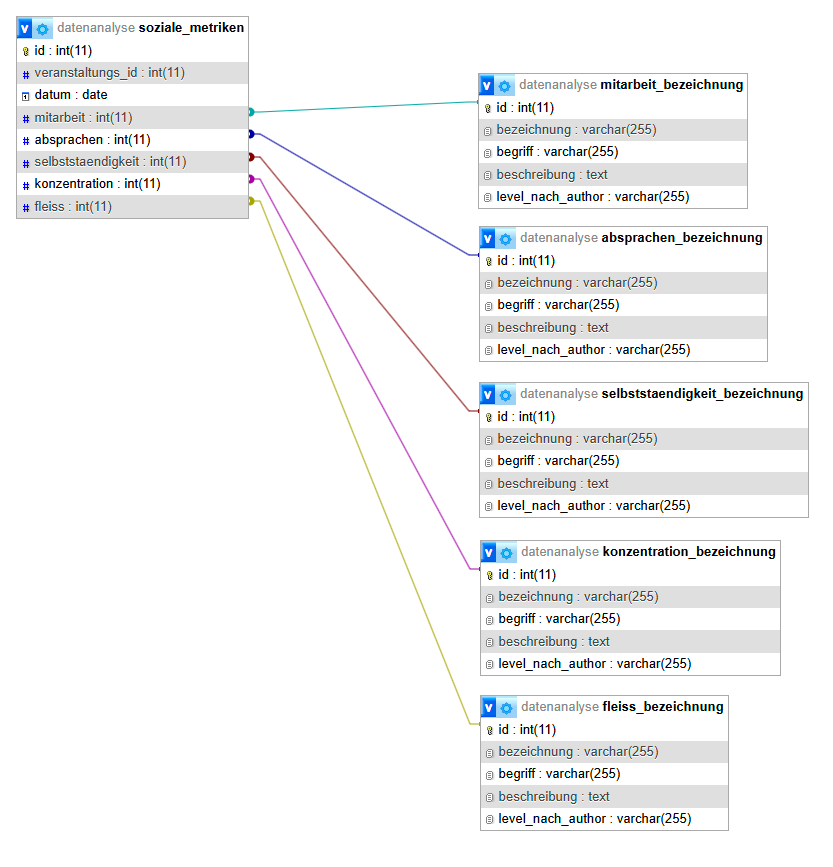 v datenanalyse soziale_metriken
id : int(11)
# veranstaltungs_id : int(11)
datum : date
# mitarbeit : int(11)
# absprachen : int(11)
# selbststaendigkeit : int(11)
# konzentration : int(11)
# fleiss : int(11)
v datenanalyse mitarbeit_bezeichnung
id : int(11)
bezeichnung : varchar(255)
begriff : varchar(255)
beschreibung : text
level_nach_author : varchar(255)
v datenanalyse absprachen_bezeichnung
id : int(11)
bezeichnung : varchar(255)
begriff : varchar(255)
beschreibung : text
level_nach_author : varchar(255)
v datenanalyse selbststaendigkeit_bezeichnung
id : int(11)
bezeichnung : varchar(255)
begriff : varchar(255)
beschreibung : text
level_nach_author : varchar(255)
v datenanalyse konzentration_bezeichnung
id : int(11)
bezeichnung : varchar(255)
begriff : varchar(255)
beschreibung : text
level_nach_author : varchar(255)
v datenanalyse fleiss_bezeichnung
id : int(11)
bezeichnung : varchar(255)
begriff : varchar(255)
beschreibung : text
level_nach_author : varchar(255)